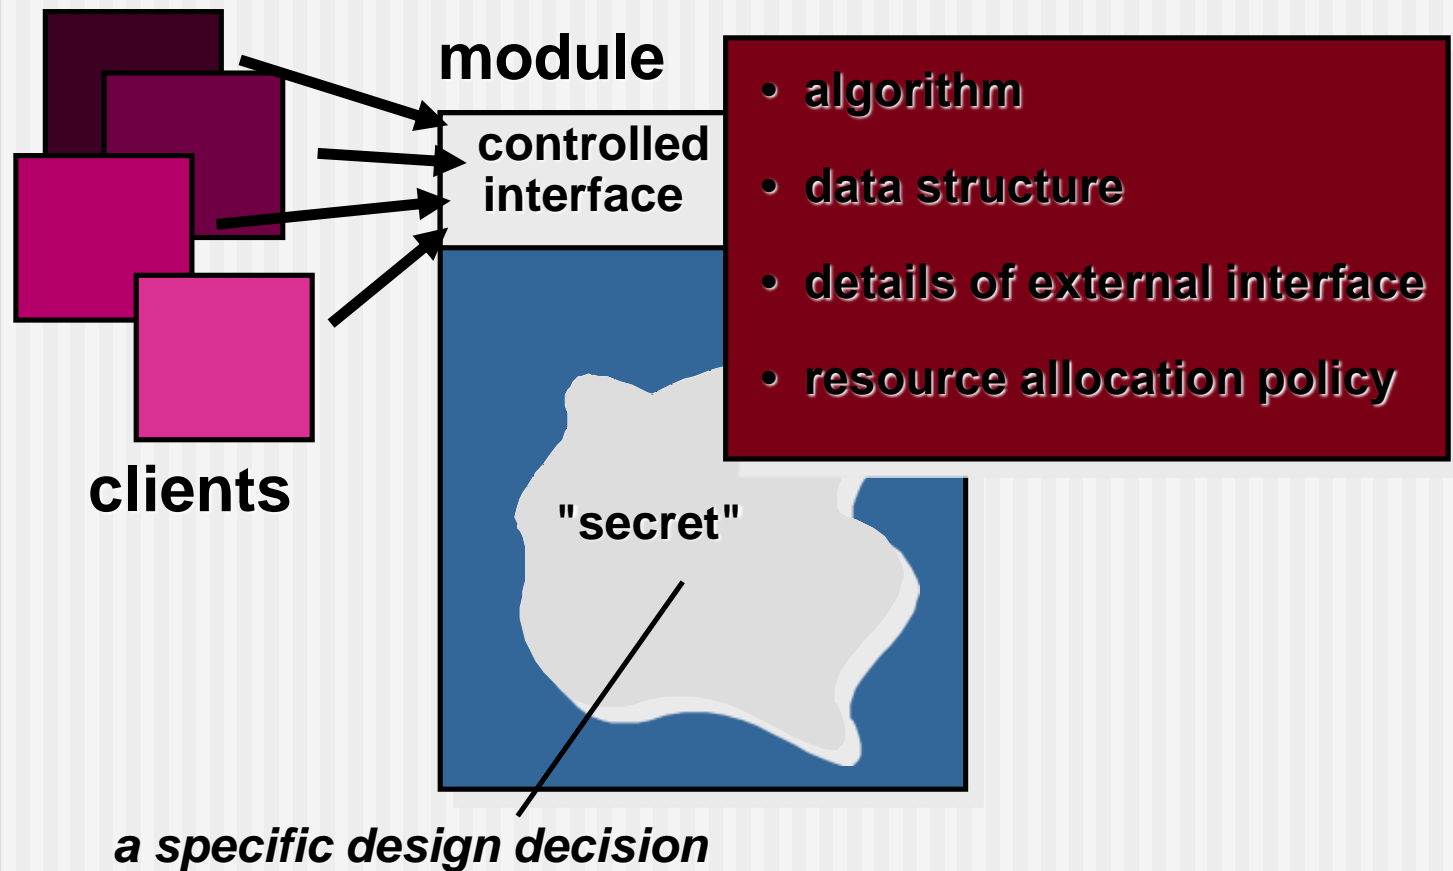 module
controlled
interface
• algorithm
• data structure
• details of external interface
• resource allocation policy
clients
"secret"
a specific design decision